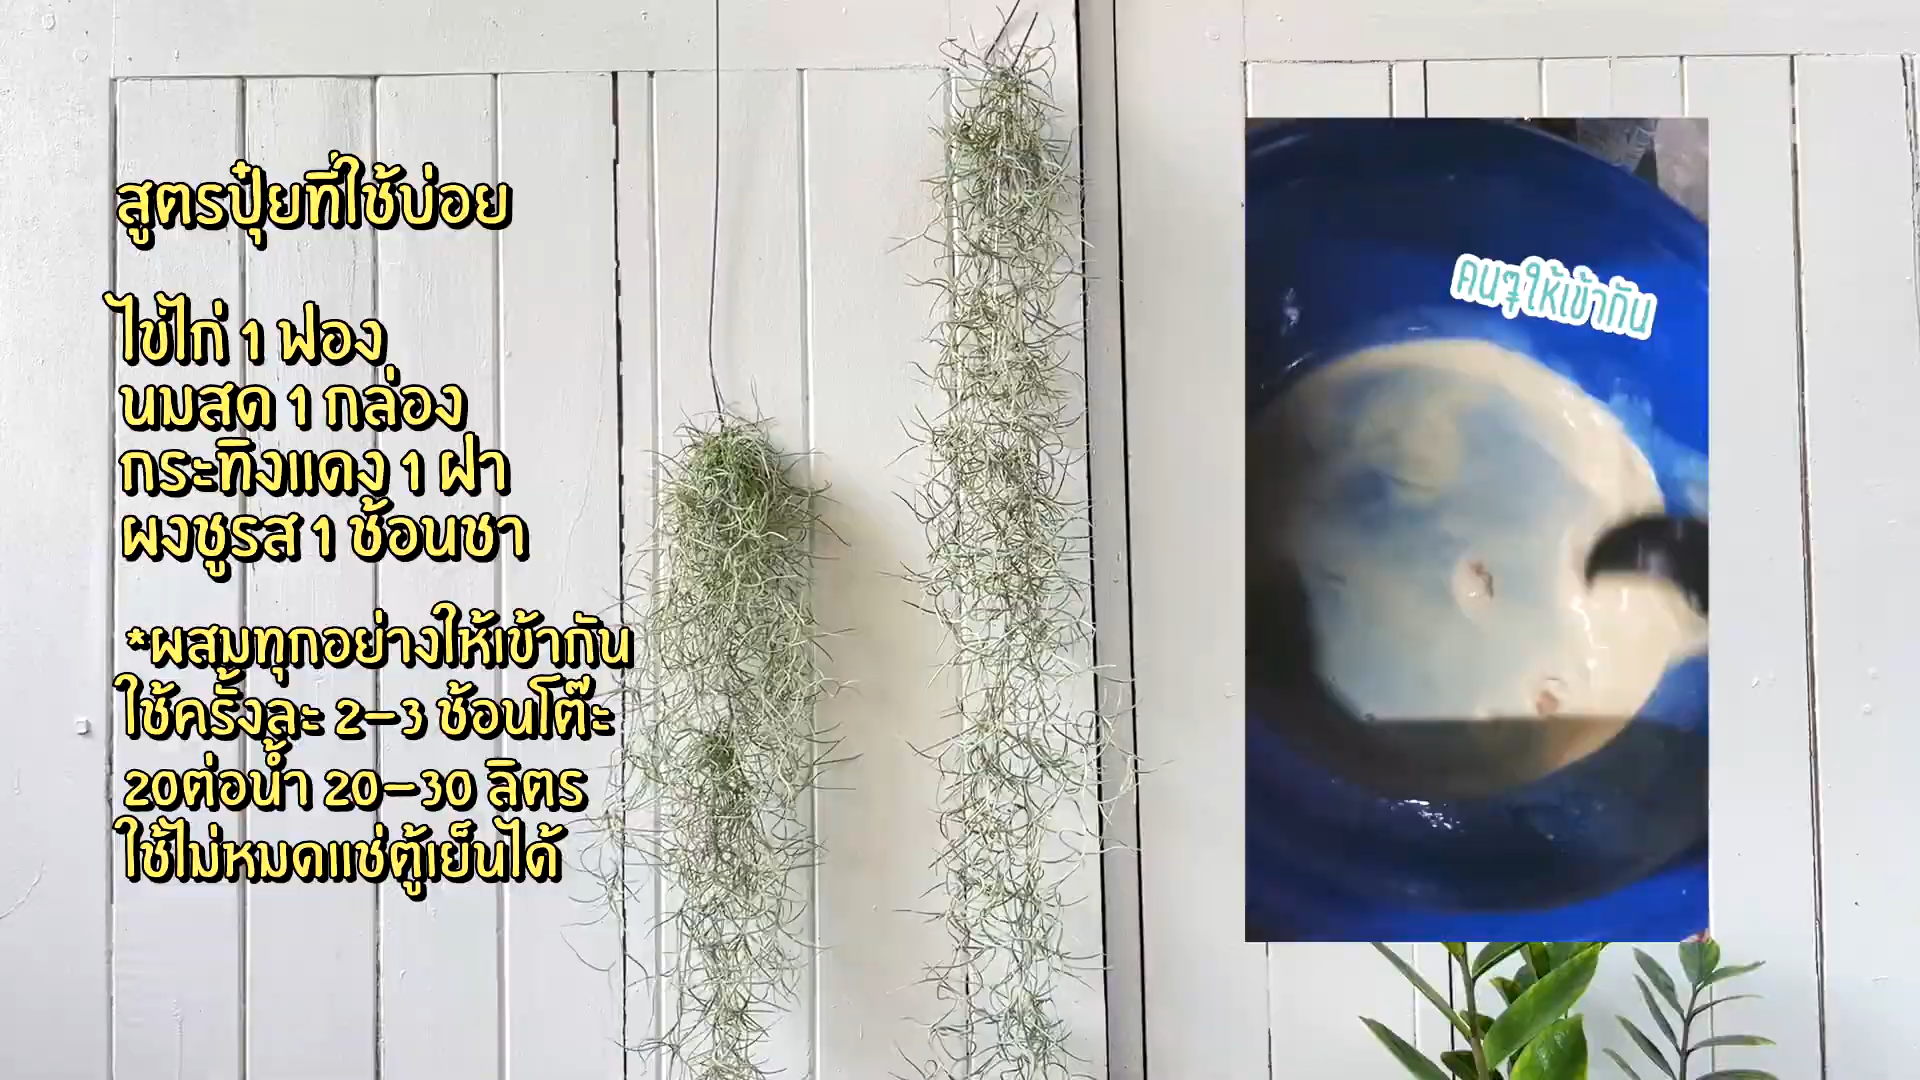 สูตรปุ๋ยที่ใช้บ่อย
ไข่ไก่ 1 ฟอง
นมสด 1 กล่อง
กระทิงแดง 1 ฝา
ผงชูรส 1 ช้อนชา
*ผสมทุกอย่างให้เข้ากัน
ใช้ครั้งละ 2-3 ช้อนโต๊ะ
20ต่อน้ำ 20-30 ลิตร
ใช้ไม่หมดแช่ตู้เย็นได้
คนๆให้เข้ากัน